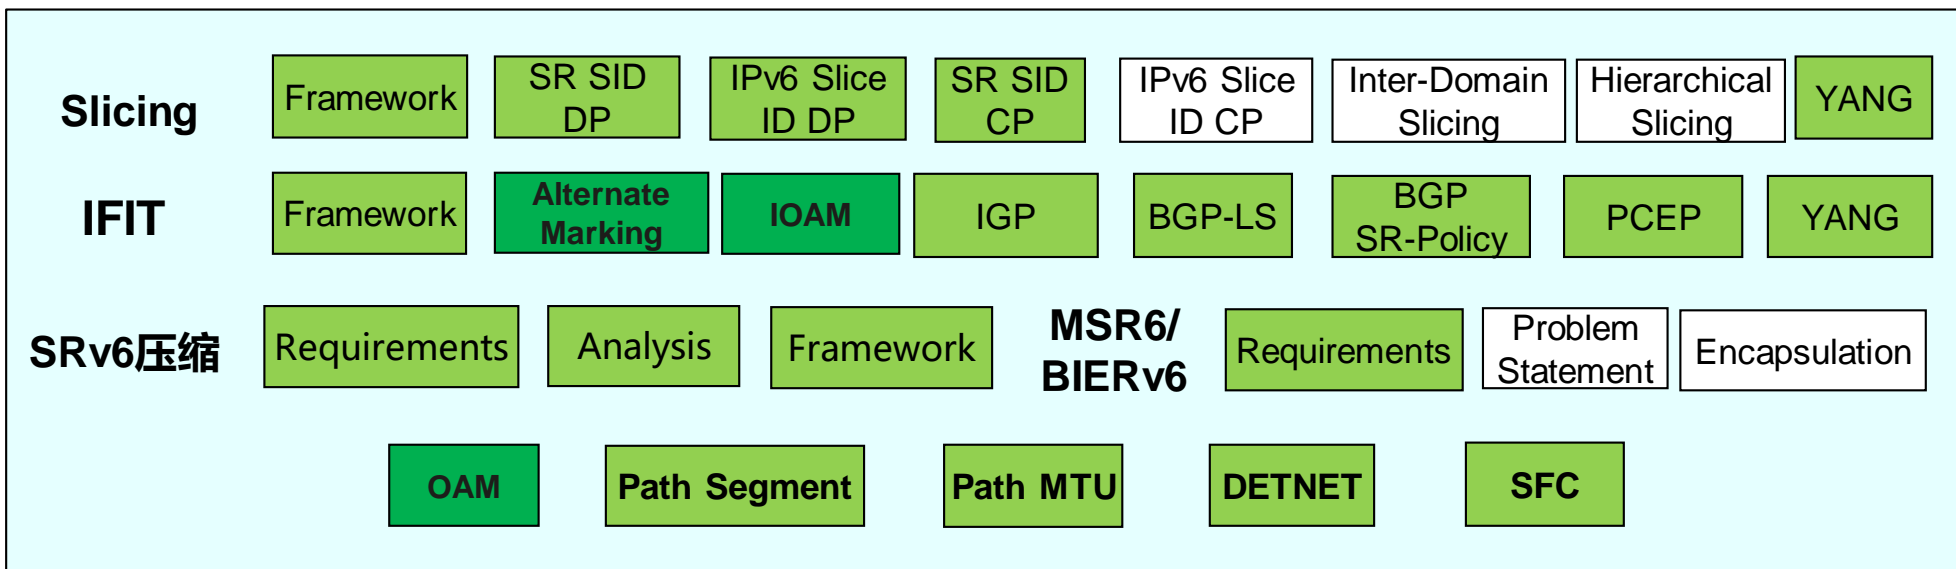 Slicing
Framework
SR SID
DP
IPv6 Slice
ID DP
SR SID
CP
IPv6 Slice
ID CP
Inter-Domain
Slicing
Hierarchical
Slicing
YANG
IFIT
Framework
Alternate
Marking
IOAM
IGP
BGP-LS
BGP
SR-Policy
PCEP
YANG
SRv6压缩
Requirements
Analysis
Framework
MSR6/
BIERv6
Requirements
Problem
Statement
Encapsulation
OAM
Path Segment
Path MTU
DETNET
SFC